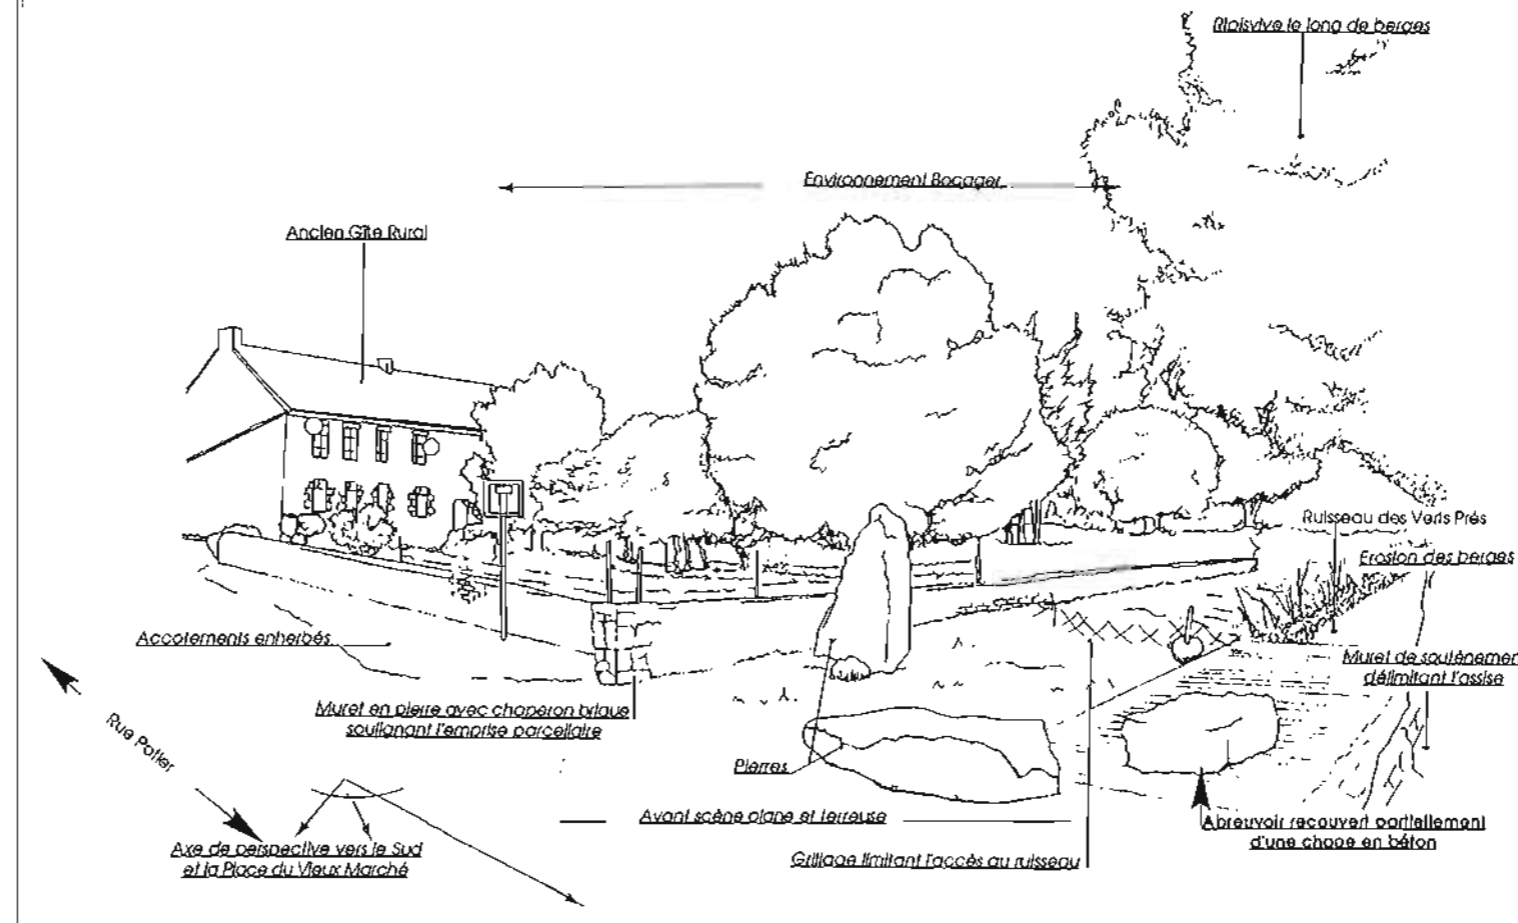 Ripisylve le long de berges
Environnement Bocager
Ancien Gîte Rural
Ruisseau des Verts Prés
Erosion des berges
Accotements enherbés
Muret de soutènement
délimitant l'assise
Muret en pierre avec chaperon brique
soulignant l'emprise parcellaire
Rue Potier
Pierres
Avant scène plane et terreuse
Abreuvoir recouvert partiellement
d'une chape en béton
Axe de perspective vers le Sud
et la Place du Vieux Marché
Grillage limitant l'accès au ruisseau